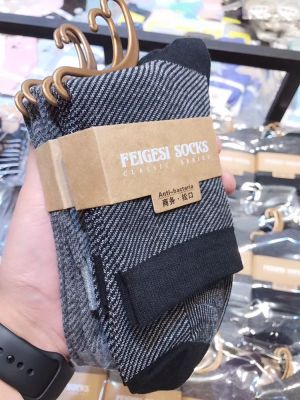 FEIGESI SOCKS
CLASSIC SERIES
Anti-bacteria
商务·松口